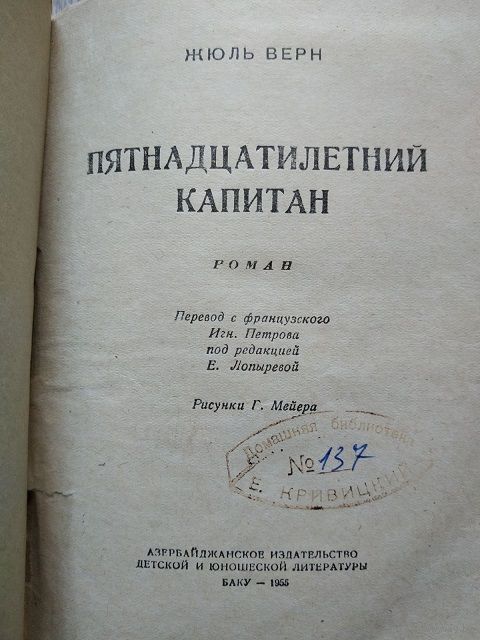 ЖЮЛЬ ВЕРН
ПЯТНАДЦАТИЛЕТНИЙ
КАПИТАН
РОМАН
Перевод с французского
Игн. Петрова
под редакцией
Е. Лопыревой
Рисунки Г. Мейера
Домашняя библиотека
№ 137
Е. КРИВИЦКИЙ
АЗЕРБАЙДЖАНСКОЕ ИЗДАТЕЛЬСТВО
ДЕТСКОЙ И ЮНОШЕСКОЙ ЛИТЕРАТУРЫ
БАКУ — 1955